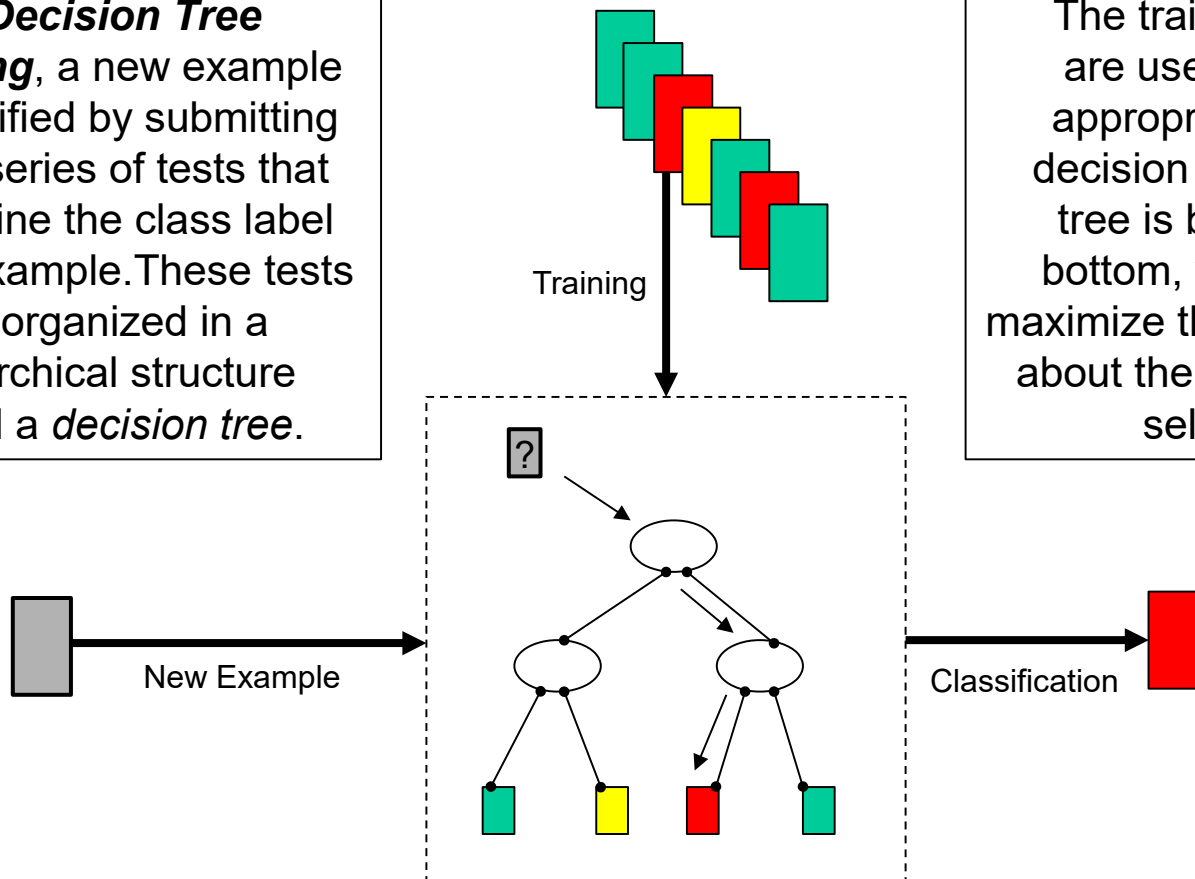 Decision Tree
ng, a new example
ified by submitting
series of tests that
ine the class label
xample.These tests
organized in a
rchical structure
a decision tree.
The trai
are use
appropr
decision
tree is b
bottom,
maximize th
about the
sel
Training
?
New Example
Classification